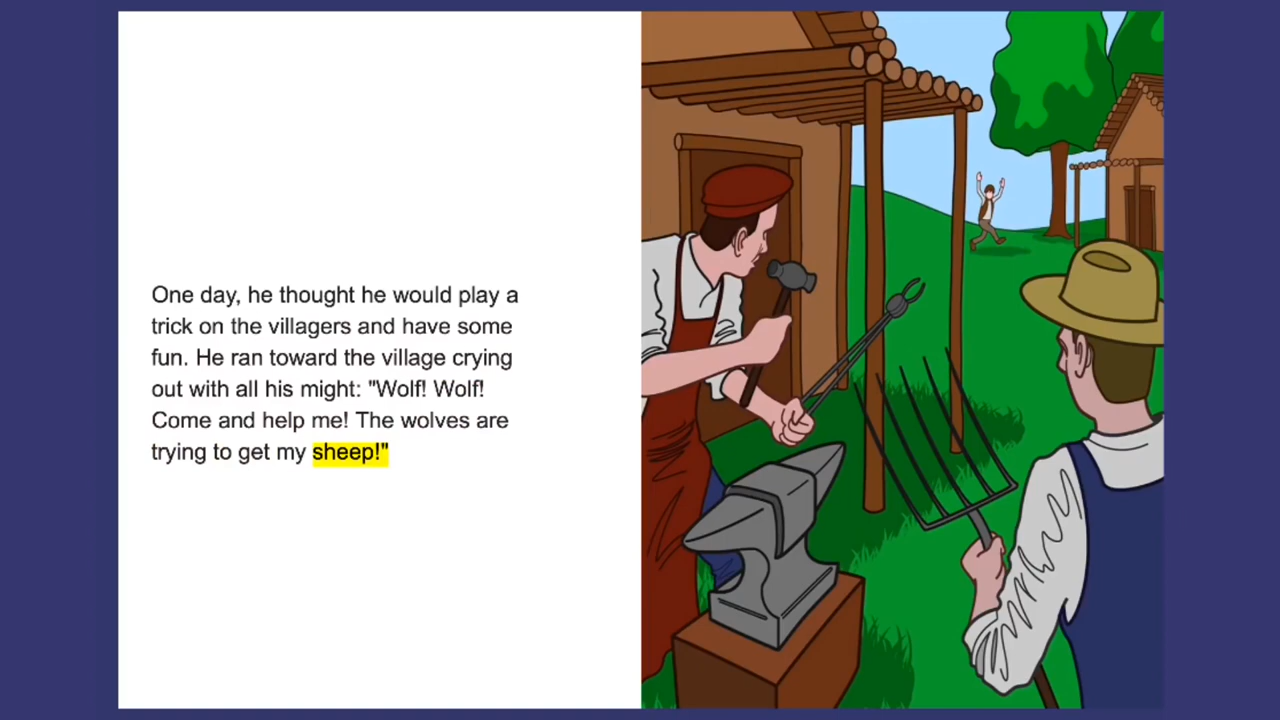 One day, he thought he would play a
trick on the villagers and have some
fun. He ran toward the village crying
out with all his might: "Wolf! Wolf!
Come and help me! The wolves are
trying to get my sheep!"